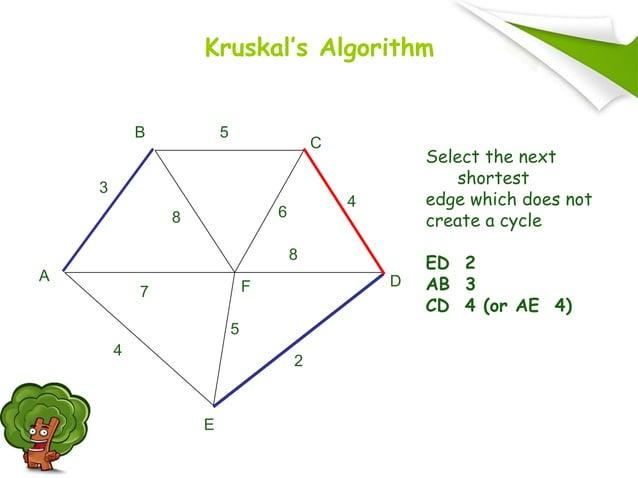 Kruskal's Algorithm
B
5
C
3
8
6
4
8
A
7
F
D
5
4
2
E
Select the next
shortest
edge which does not
create a cycle
ED 2
AB 3
CD 4 (or AE 4)